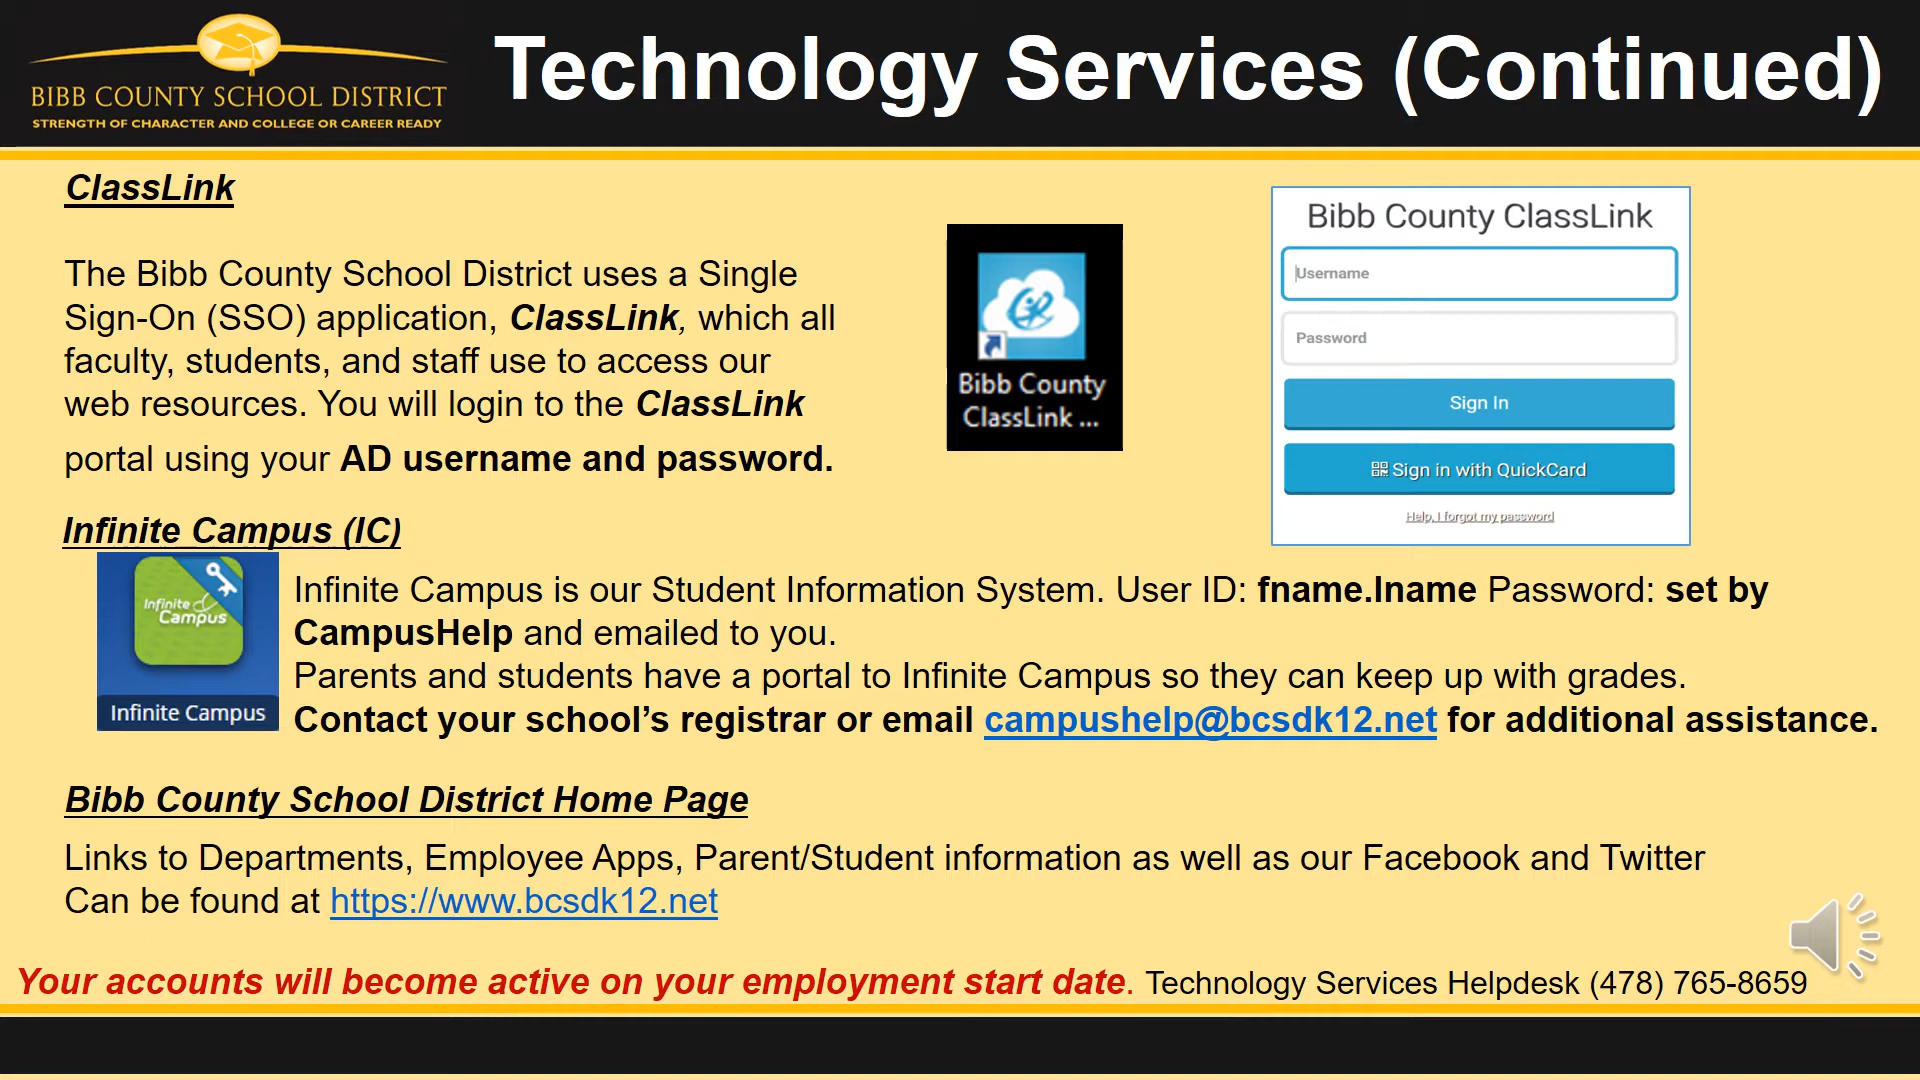 BIBB COUNTY SCHOOL DISTRICT
STRENGTH OF CHARACTER AND COLLEGE OR CAREER READY
Technology Services (Continued)
ClassLink
The Bibb County School District uses a Single
Sign-On (SSO) application, ClassLink, which all
faculty, students, and staff use to access our
web resources. You will login to the ClassLink
portal using your AD username and password.
Bibb County
ClassLink ...
Bibb County ClassLink
Username
Password
Sign In
Sign in with QuickCard
Help, I forgot my password
Infinite Campus (IC)
Infinite
Campus
Infinite Campus
Infinite Campus is our Student Information System. User ID: fname.lname Password: set by
CampusHelp and emailed to you.
Parents and students have a portal to Infinite Campus so they can keep up with grades.
Contact your school’s registrar or email campushelp@bcsdk12.net for additional assistance.
Bibb County School District Home Page
Links to Departments, Employee Apps, Parent/Student information as well as our Facebook and Twitter
Can be found at https://www.bcsdk12.net
Your accounts will become active on your employment start date. Technology Services Helpdesk (478) 765-8659